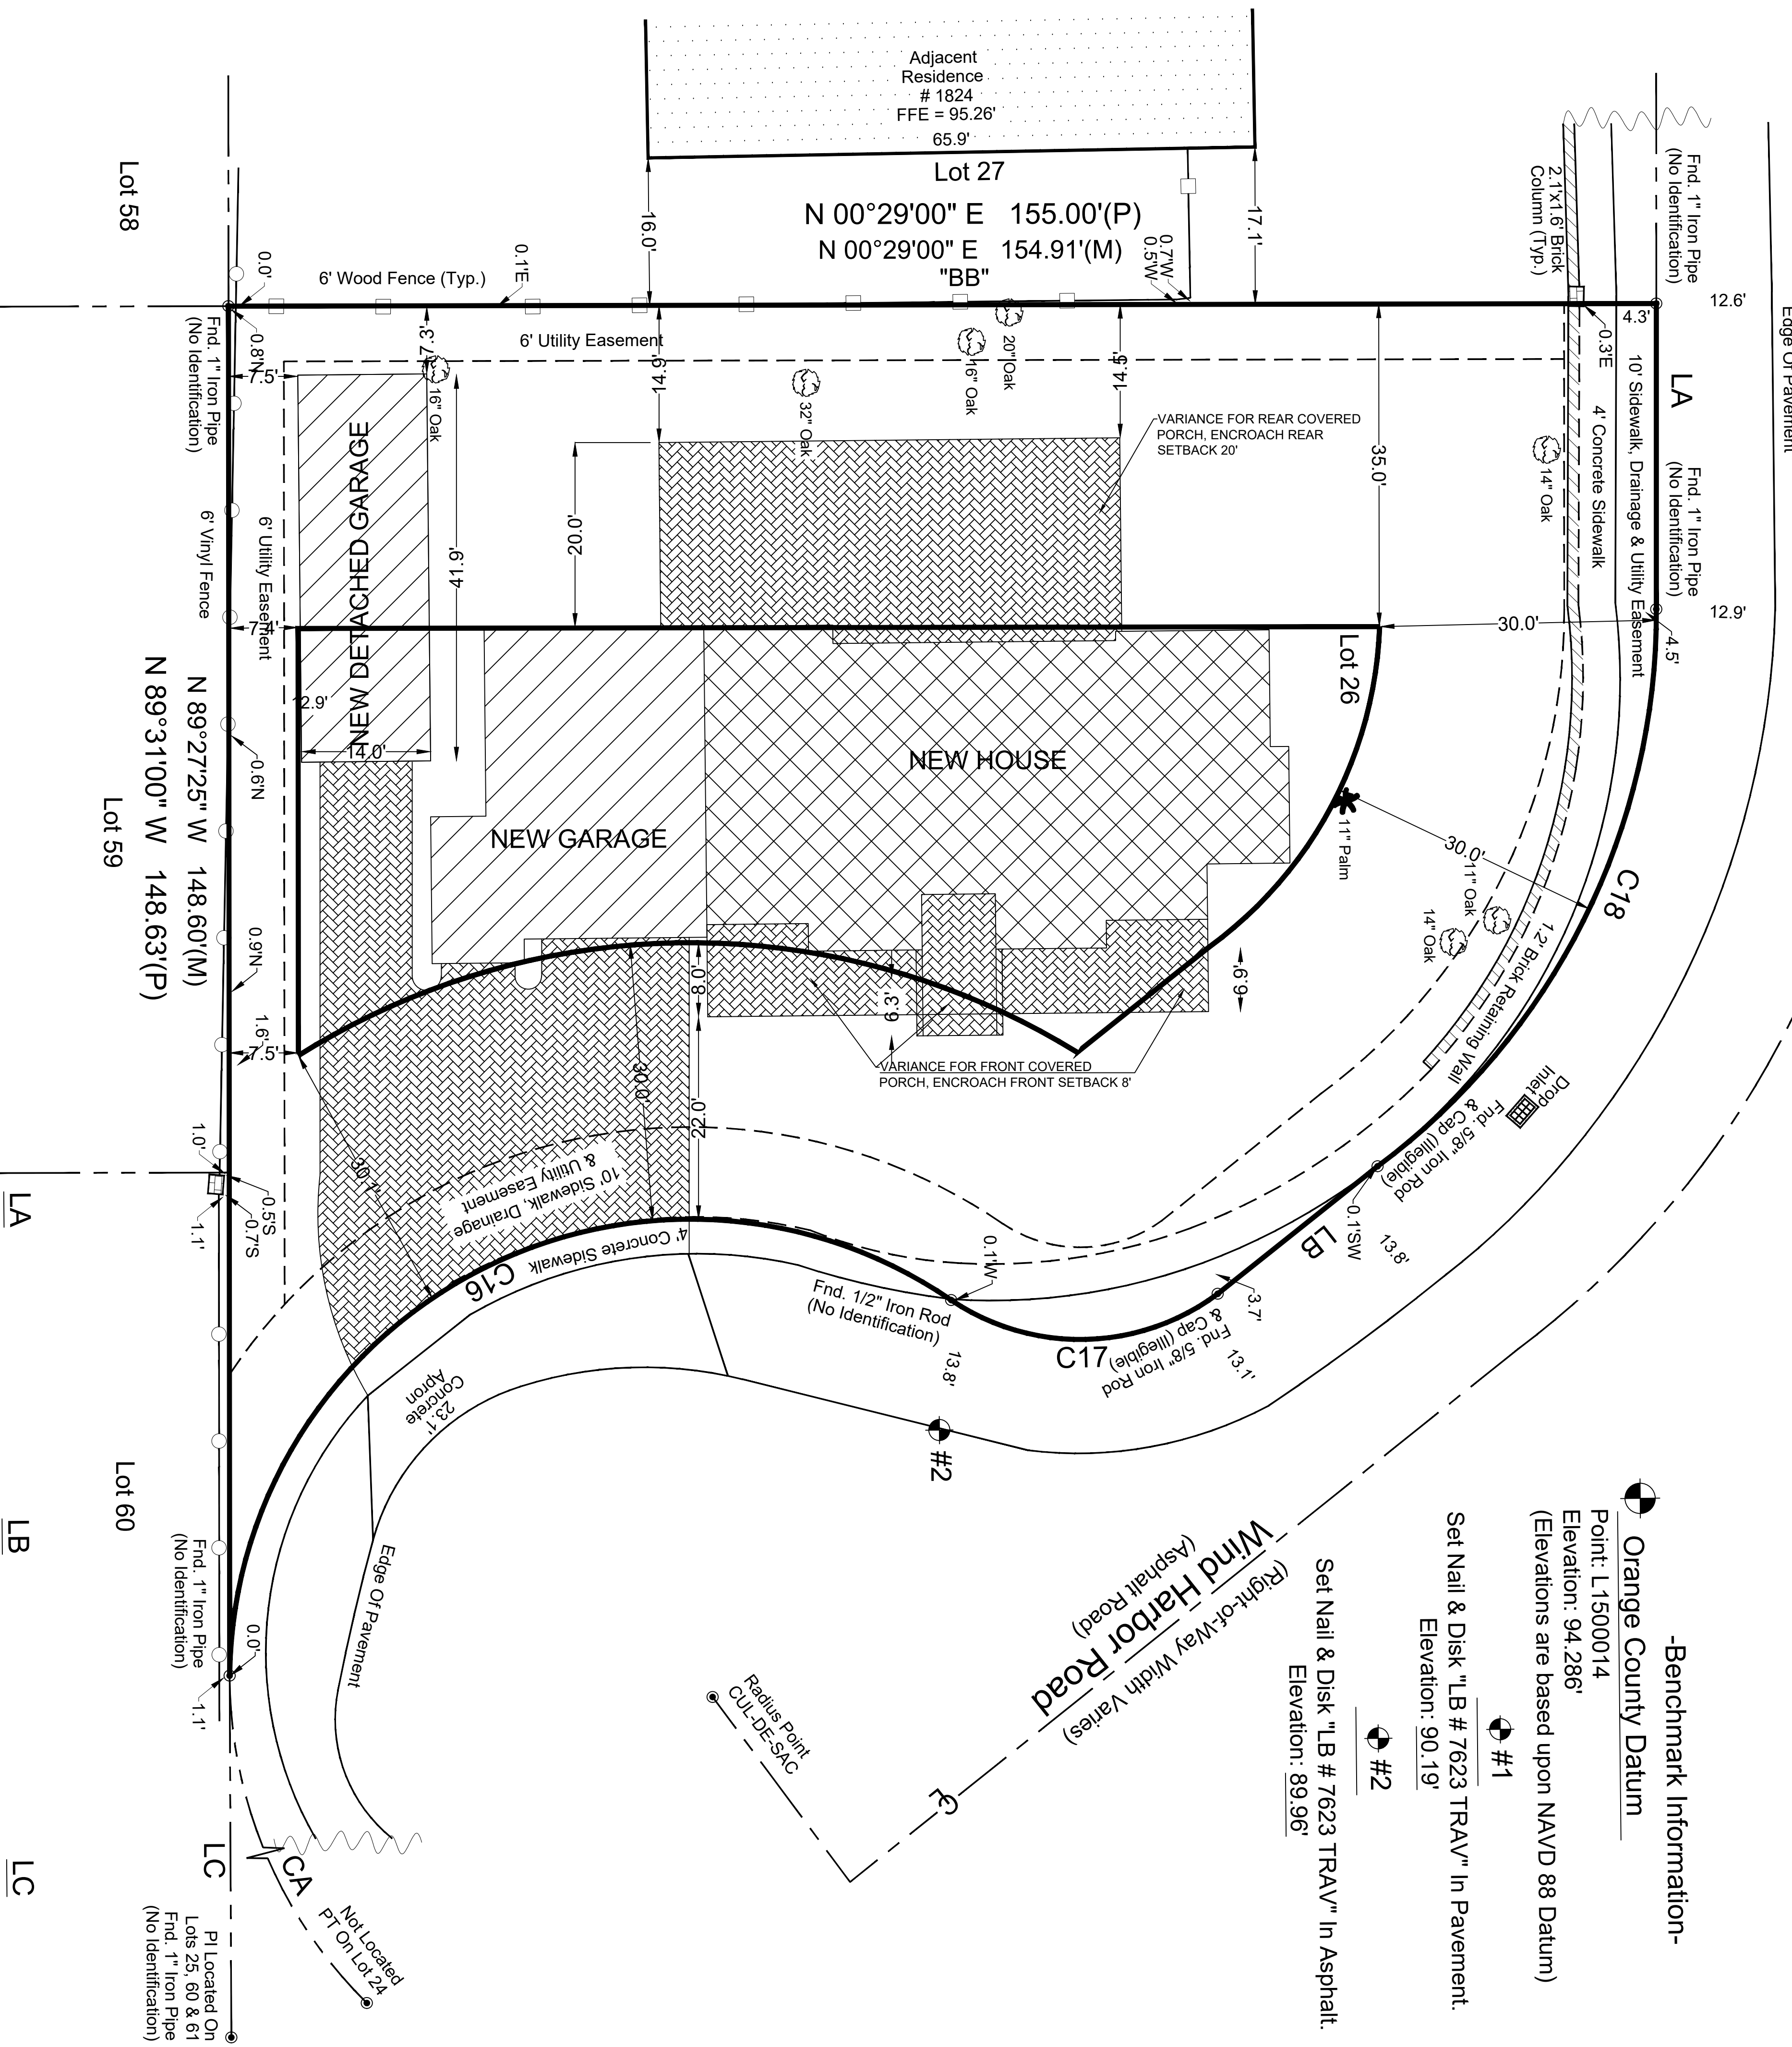 Adjacent
Residence
# 1824
FFE = 95.26'
65.9'
Lot 27
N 00°29'00" E 155.00'(P)
N 00°29'00" E 154.91'(M)
"BB"
16.0'
17.1'
0.7'W
0.5'W
2.1'x1.6' Brick
Column (Typ.)
Fnd. 1" Iron Pipe
(No Identification)
12.6'
Edge Of Pavement
Lot 58
0.0'
6' Wood Fence (Typ.)
0.1'E
4.3'
0.3'E
LA
Fnd. 1" Iron Pipe
(No Identification)
12.9'
4.5'
10' Sidewalk, Drainage & Utility Easement
4' Concrete Sidewalk
14" Oak
Fnd. 1" Iron Pipe
(No Identification)
0.8'N
7.5'
3.7'
6' Utility Easement
16" Oak
14.9'
32" Oak
16" Oak
20" Oak
14.5'
VARIANCE FOR REAR COVERED
PORCH, ENCROACH REAR
SETBACK 20'
35.0'
30.0'
NEW DETACHED GARAGE
41.9'
20.0'
6' Vinyl Fence
6' Utility Easement
7.4'
2.9'
14.0'
Lot 26
NEW HOUSE
NEW GARAGE
11" Palm
30.0'
11" Oak
14" Oak
C18
1.2' Brick Retaining Wall
N 89°27'25" W 148.60'(M)
N 89°31'00" W 148.63'(P)
Lot 59
0.6'N
0.9'N
1.6'
7.5'
8.0'
6.3'
6.9'
VARIANCE FOR FRONT COVERED
PORCH, ENCROACH FRONT SETBACK 8'
30.1'
30.0'
22.0'
10' Sidewalk, Drainage
& Utility Easement
4' Concrete Sidewalk
C16
1.0'
0.5'S
0.7'S
1.1'
LA
Drop
Inlet
Fnd. 5/8" Iron Rod
& Cap (Illegible)
0.1'SW
13.8'
LB
3.7'
Fnd. 5/8" Iron Rod
& Cap (Illegible)
13.1'
C17
0.1'W
Fnd. 1/2" Iron Rod
(No Identification)
13.8'
#2
Concrete
Apron
23.1'
Edge Of Pavement
Lot 60
LB
Fnd. 1" Iron Pipe
(No Identification)
0.0'
1.1'
LC
LC
CA
Not Located
PT On Lot 24
PI Located On
Lots 25, 60 & 61
Fnd. 1" Iron Pipe
(No Identification)
Radius Point
CUL-DE-SAC
Wind Harbor Road
(Asphalt Road)
(Right-of-Way Width Varies)
CL
-Benchmark Information-
Orange County Datum
Point: L1500014
Elevation: 94.286'
(Elevations are based upon NAVD 88 Datum)
#1
Set Nail & Disk "LB # 7623 TRAV" In Pavement.
Elevation: 90.19'
#2
Set Nail & Disk "LB # 7623 TRAV" In Asphalt.
Elevation: 89.96'